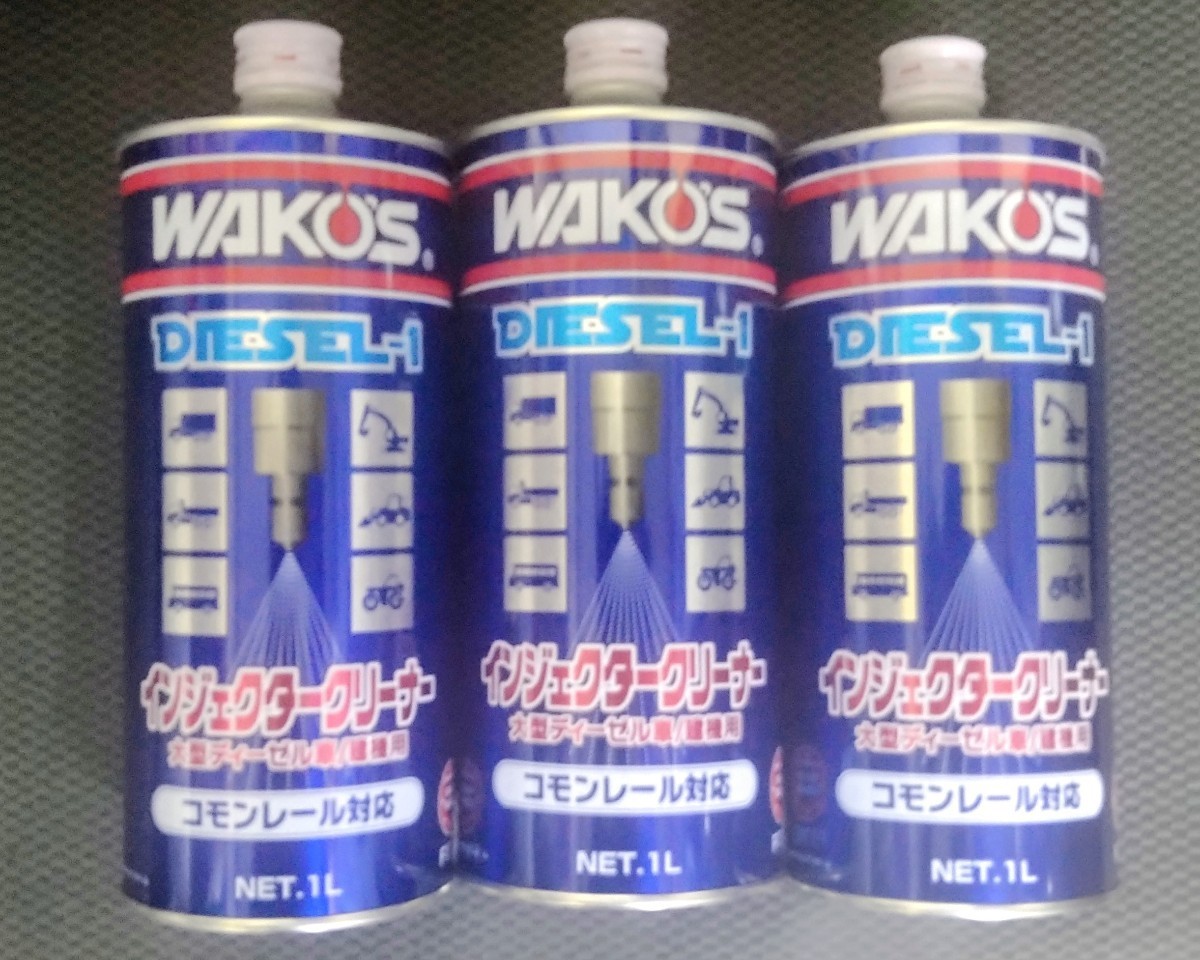 WAKO'S®
DIESEL-1
インジェクタークリーナー
大型ディーゼル車/建機用
コモンレール対応
NET.1L
WAKO'S®
DIESEL-1
インジェクタークリーナー
大型ディーゼル車/建機用
コモンレール対応
NET.1L
WAKO'S®
DIESEL-1
インジェクタークリーナー
大型ディーゼル車/建機用
コモンレール対応
NET.1L